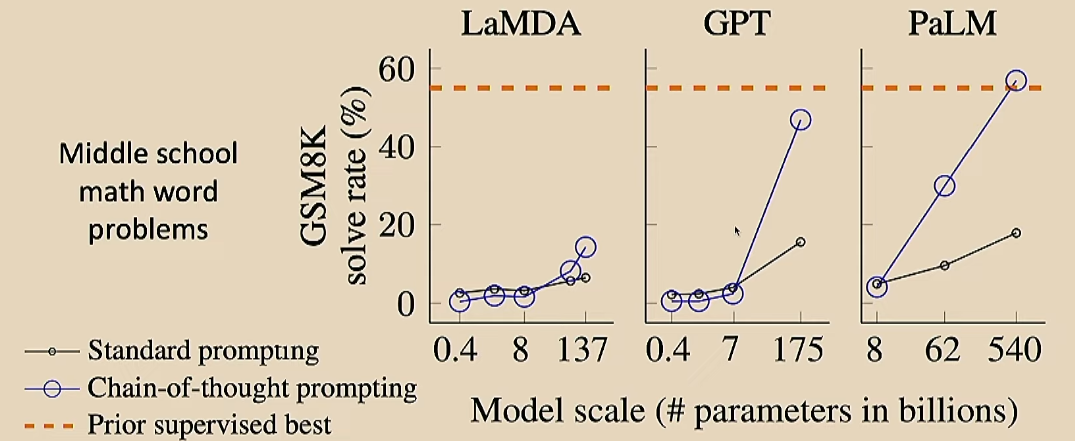 LaMDA GPT PaLM
Middle school
math word
problems
GSM8K
solve rate (%)
60
40
20
0
0.4 8 137
0.4 7 175
8 62 540
Standard prompting
Chain-of-thought prompting
Prior supervised best
Model scale (# parameters in billions)